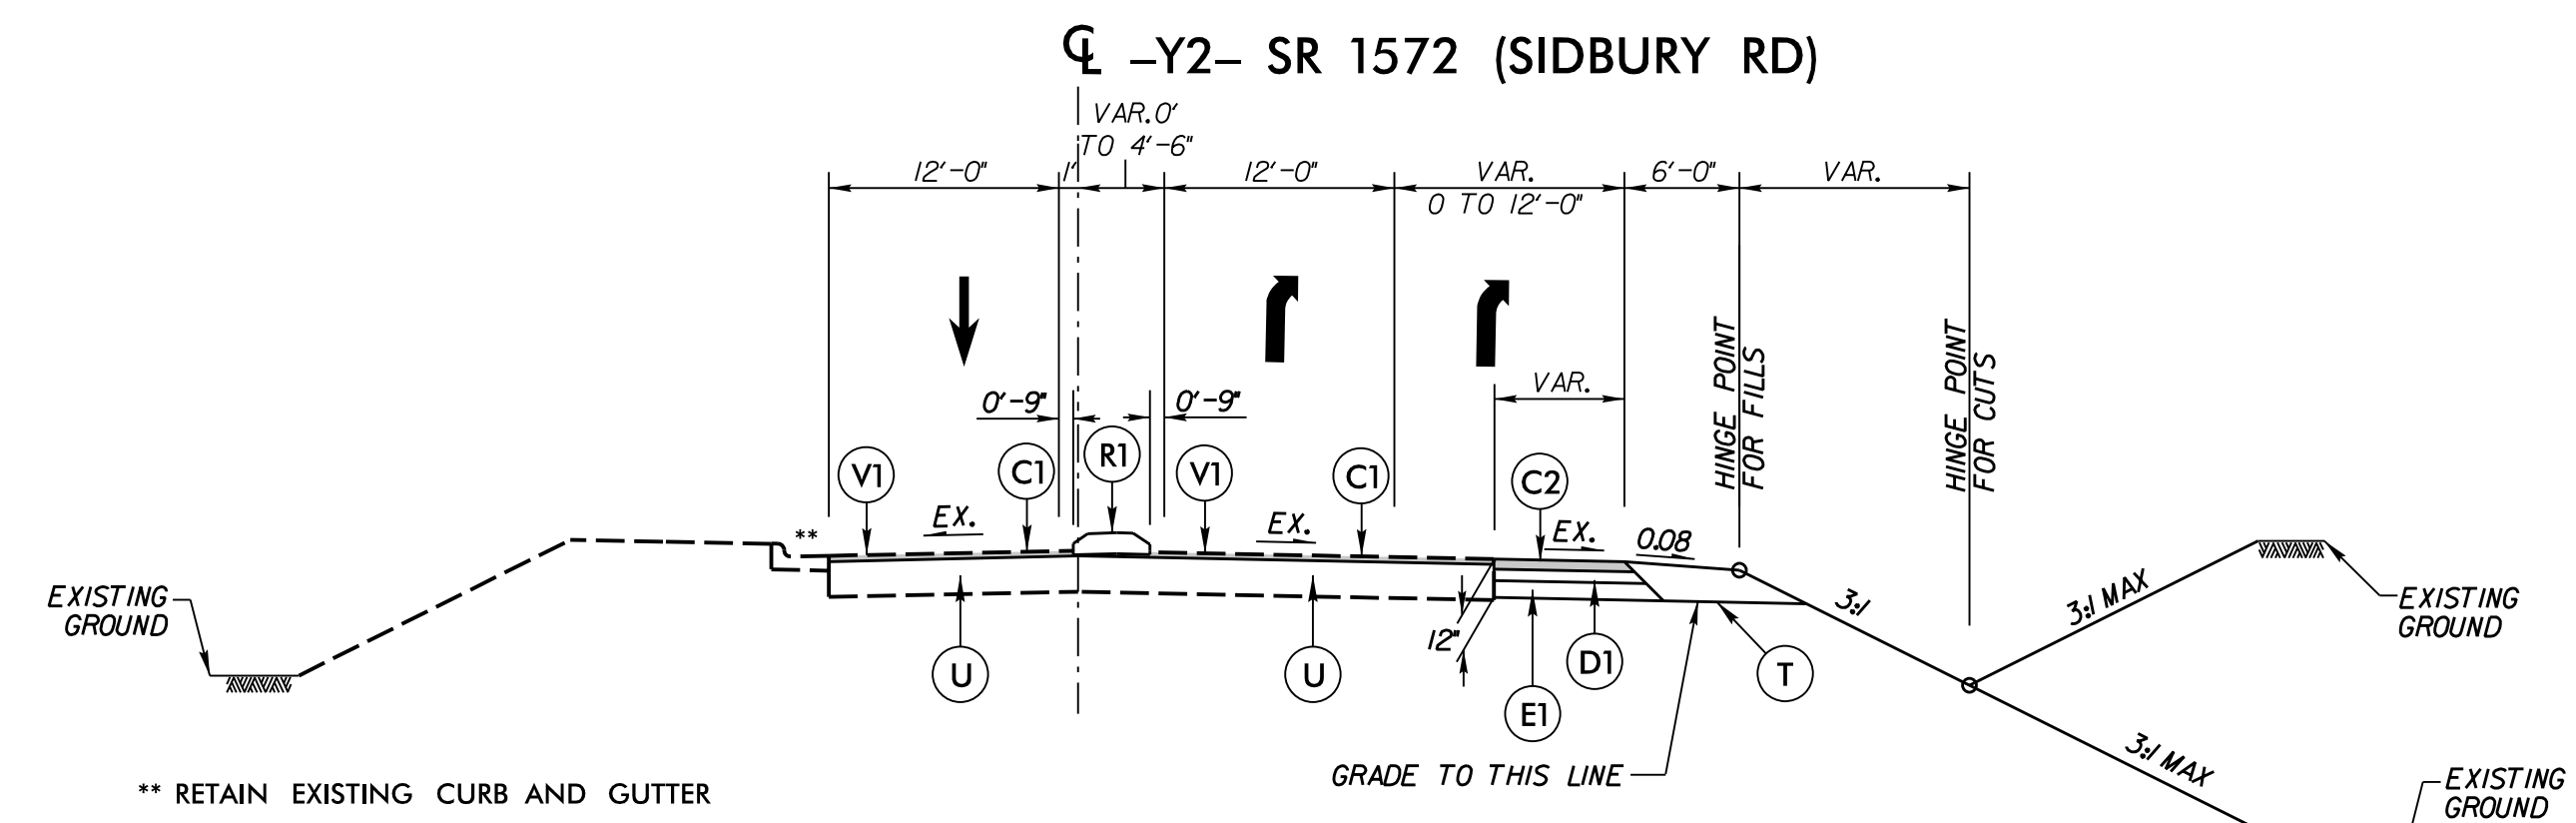 ℄ –Y2– SR 1572 (SIDBURY RD)
VAR. 0'
TO 4'-6"
12'-0"
1'
12'-0"
VAR.
0 TO 12'-0"
6'-0"
VAR.
HINGE POINT
FOR FILLS
HINGE POINT
FOR CUTS
VAR.
0'-9"
0'-9"
V1
C1
R1
V1
C1
C2
**
EX.
EX.
EX.
0.08
EXISTING
GROUND
3:1
3:1 MAX
EXISTING
GROUND
12"
U
U
E1
D1
T
GRADE TO THIS LINE
3:1 MAX
EXISTING
GROUND
** RETAIN EXISTING CURB AND GUTTER